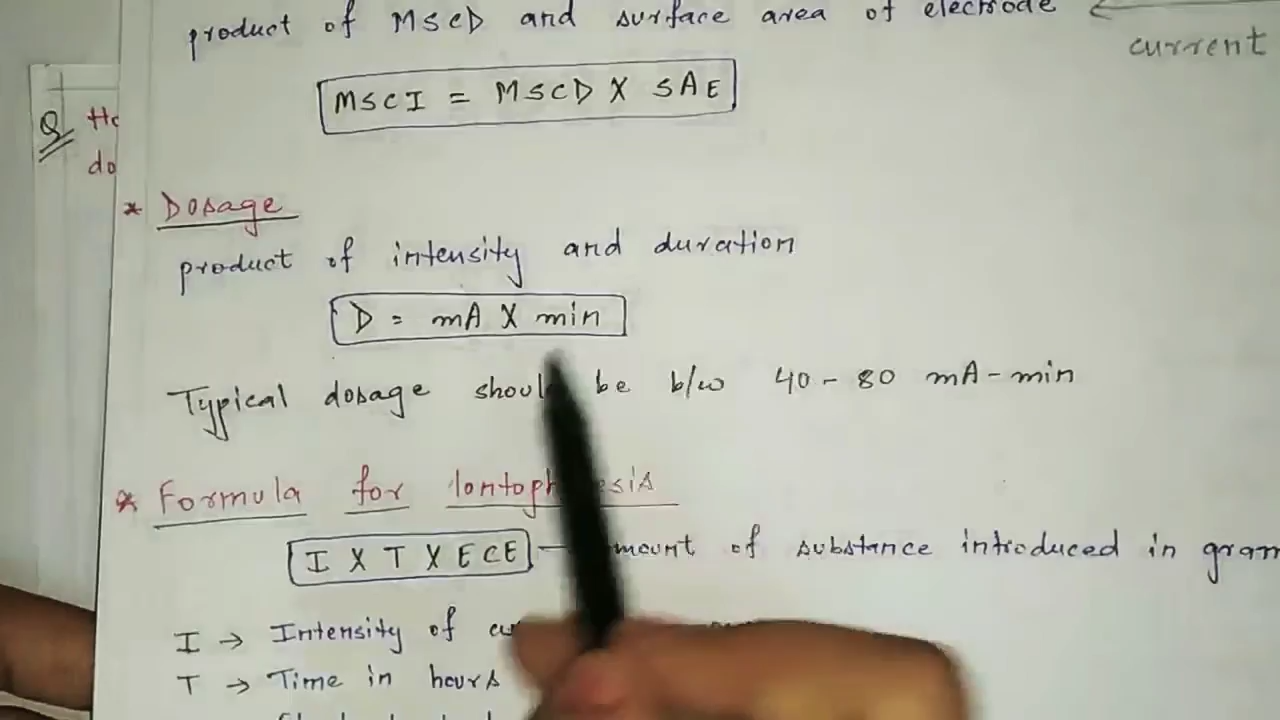 product of MSCD and surface area of electrode
current
MSCI = MSCD X SAE
Q
* Dosage
product of intensity and duration
D = mA X min
Typical dosage should be b/w 40 - 80 mA-min
* Formula for Iontophoresis
I X T X ECE - Amount of substance introduced in gram
I → Intensity of
T → Time in hours